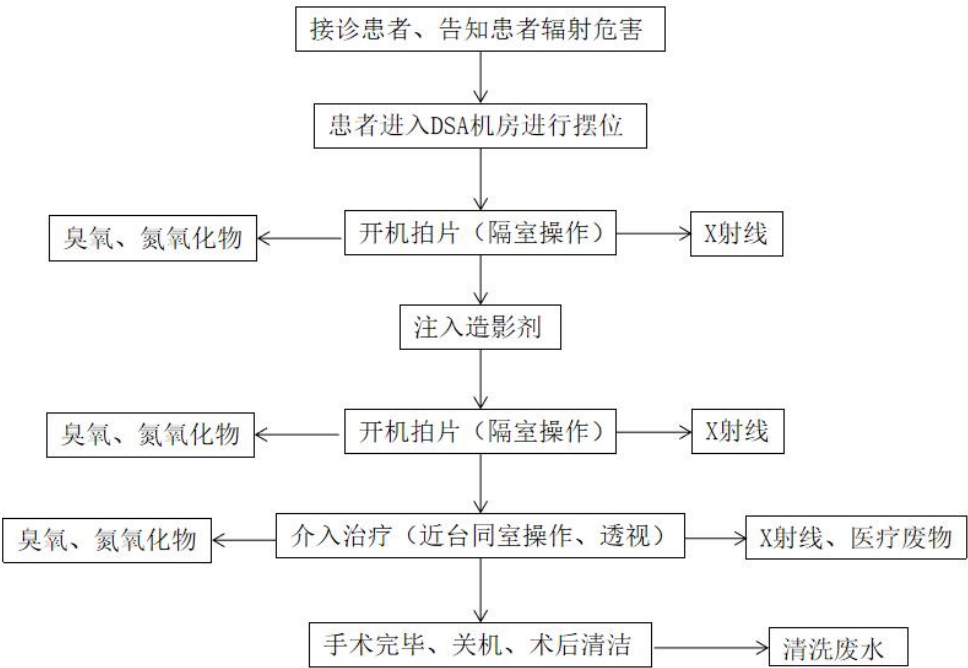 接诊患者、告知患者辐射危害
患者进入DSA机房进行摆位
臭氧、氮氧化物
开机拍片（隔室操作）
X射线
注入造影剂
臭氧、氮氧化物
开机拍片（隔室操作）
X射线
臭氧、氮氧化物
介入治疗（近台同室操作、透视）
X射线、医疗废物
手术完毕、关机、术后清洁
清洗废水